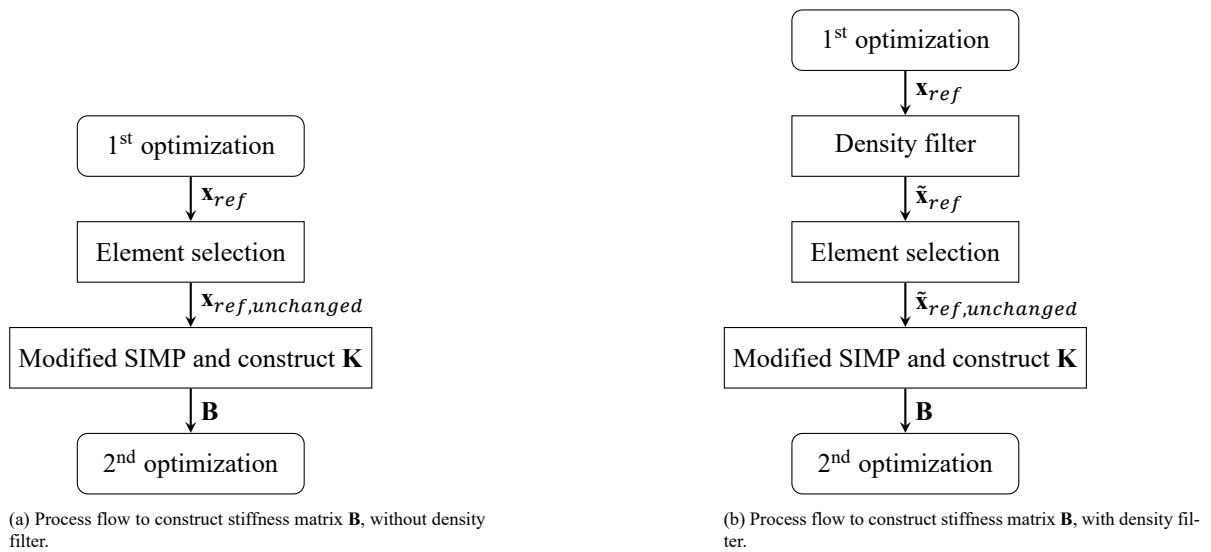 1st optimization
x_ref
Element selection
x_ref,unchanged
Modified SIMP and construct K
B
2nd optimization
(a) Process flow to construct stiffness matrix B, without density
filter.
1st optimization
x_ref
Density filter
x̃_ref
Element selection
x̃_ref,unchanged
Modified SIMP and construct K
B
2nd optimization
(b) Process flow to construct stiffness matrix B, with density fil-
ter.